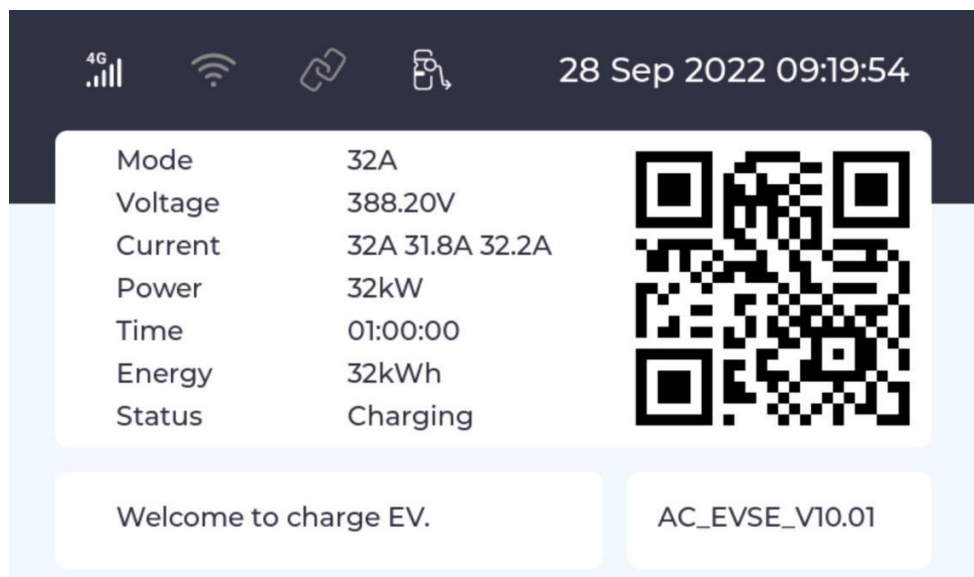 4G
28 Sep 2022 09:19:54
Mode 32A
Voltage 388.20V
Current 32A 31.8A 32.2A
Power 32kW
Time 01:00:00
Energy 32kWh
Status Charging
Welcome to charge EV.
AC_EVSE_V10.01